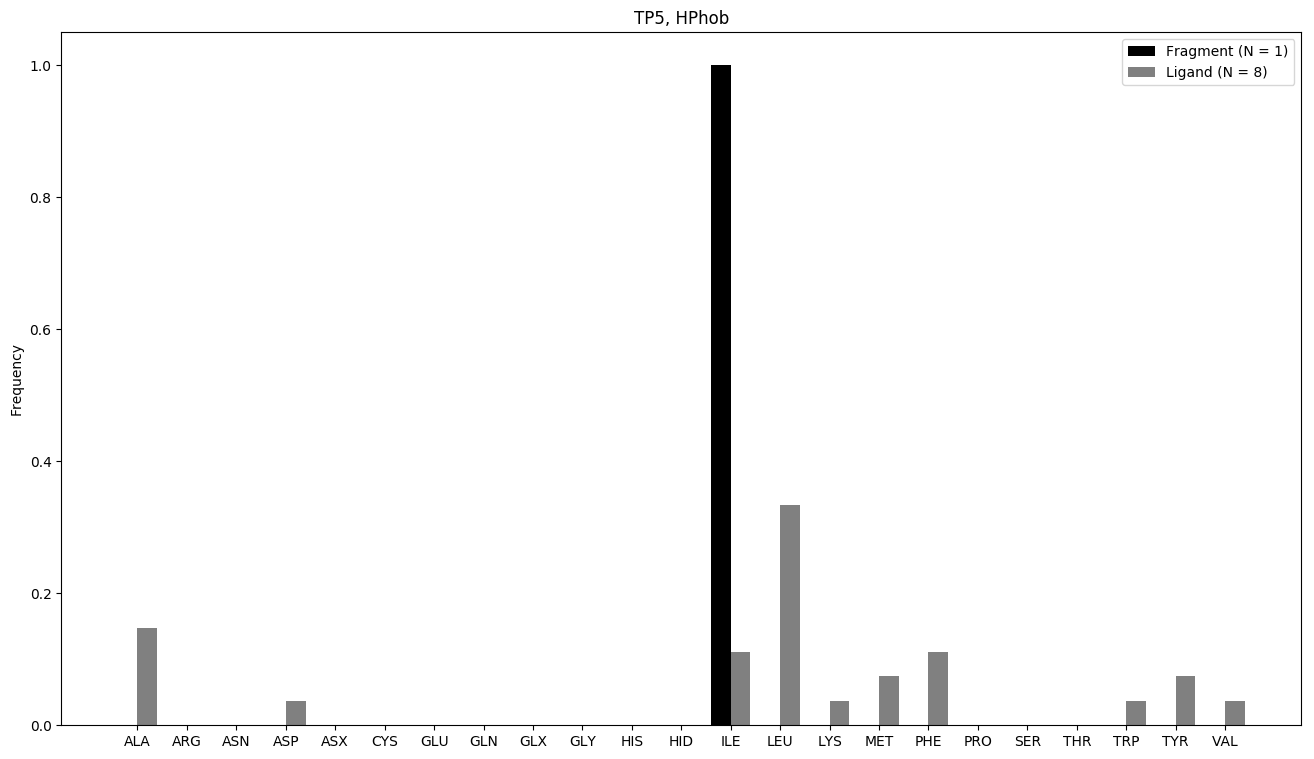 TP5, HPhob
Fragment (N = 1)
Ligand (N = 8)
Frequency
1.0
0.8
0.6
0.4
0.2
0.0
ALA ARG ASN ASP ASX CYS GLU GLN GLX GLY HIS HID ILE LEU LYS MET PHE PRO SER THR TRP TYR VAL